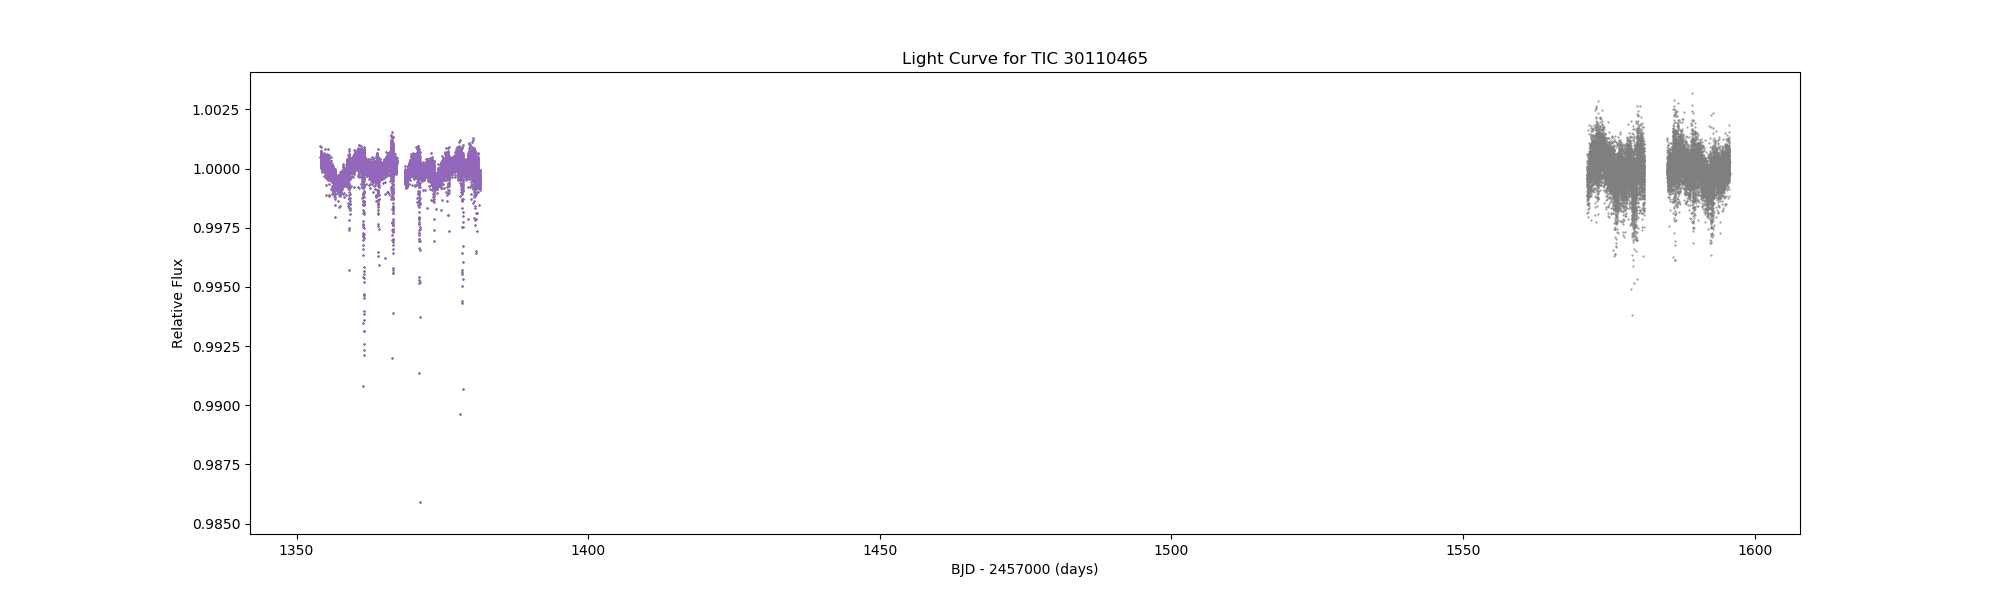 Light Curve for TIC 30110465
1.0025
1.0000
0.9975
0.9950
0.9925
0.9900
0.9875
0.9850
Relative Flux
1350 1400 1450 1500 1550 1600
BJD - 2457000 (days)